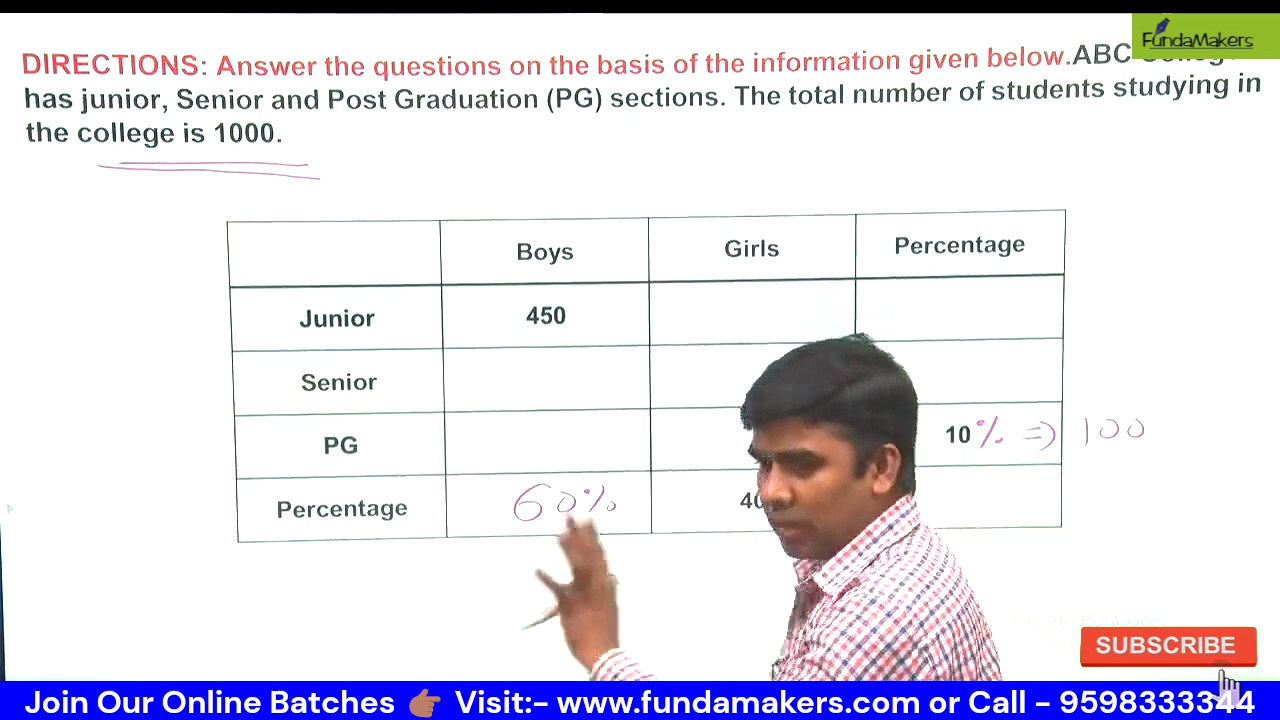 FundaMakers
DIRECTIONS: Answer the questions on the basis of the information given below.ABC
has junior, Senior and Post Graduation (PG) sections. The total number of students studying in
the college is 1000.
Boys Girls Percentage
Junior 450
Senior
PG 10% => 100
Percentage 60% 40
SUBSCRIBE
Join Our Online Batches Visit:- www.fundamakers.com or Call - 9598333344